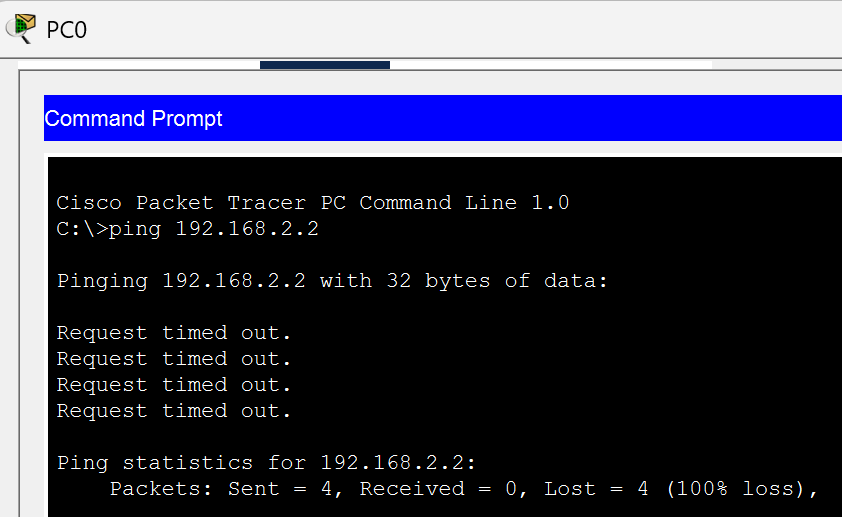 PC0
Command Prompt
Cisco Packet Tracer PC Command Line 1.0
C:\>ping 192.168.2.2
Pinging 192.168.2.2 with 32 bytes of data:
Request timed out.
Request timed out.
Request timed out.
Request timed out.
Ping statistics for 192.168.2.2:
    Packets: Sent = 4, Received = 0, Lost = 4 (100% loss),